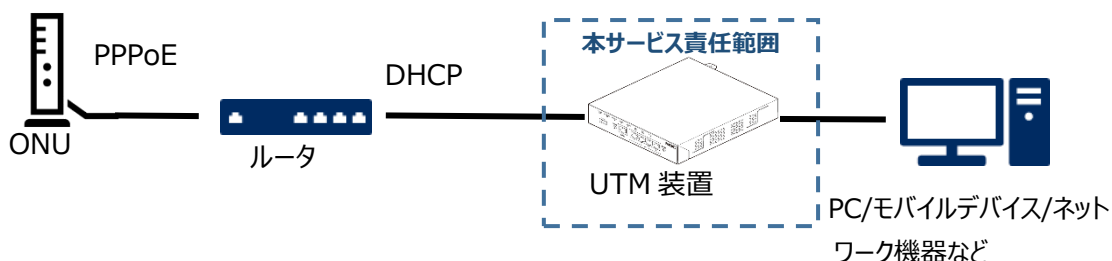 本サービス責任範囲
PPPoE
DHCP
ONU
ルータ
UTM 装置
PC/モバイルデバイス/ネット
ワーク機器など